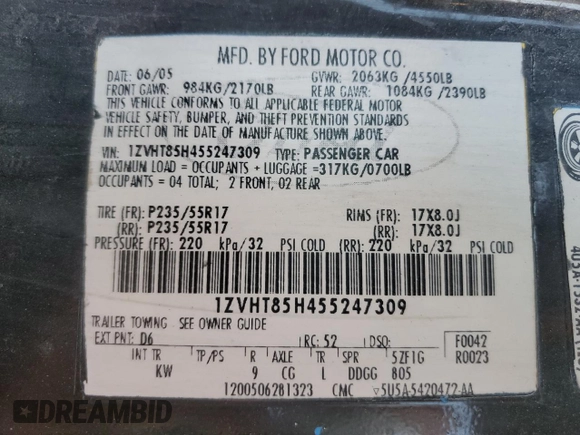 MFD. BY FORD MOTOR CO.
DATE: 06/05 GVWR: 2063KG /4550LB
FRONT GAWR: 984KG/2170LB REAR GAWR: 1084KG /2390LB
THIS VEHICLE CONFORMS TO ALL APPLICABLE FEDERAL MOTOR
VEHICLE SAFETY, BUMPER, AND THEFT PREVENTION STANDARDS
IN EFFECT ON THE DATE OF MANUFACTURE SHOWN ABOVE.
VIN: 1ZVHT85H455247309 TYPE: PASSENGER CAR
MAXIMUM LOAD = OCCUPANTS + LUGGAGE =317KG/0700LB
OCCUPANTS = 04 TOTAL; 2 FRONT, 02 REAR
TIRE (FR): P235/55R17 RIMS (FR): 17X8.0J
(RR): P235/55R17 (RR): 17X8.0J
PRESSURE (FR): 220 kPa/32 PSI COLD (RR): 220 kPa/32 PSI COLD
1ZVHT85H455247309
TRAILER TOWING - SEE OWNER GUIDE
EXT PNT: D6 RC: 52 DSO: F0042
INT TR TP/PS R AXLE TR SPR 5ZF1G R0023
KW 9 CG L DDGG 805
1200506281323 CMC ▽5U5A-5420472-AA
DREAMBID